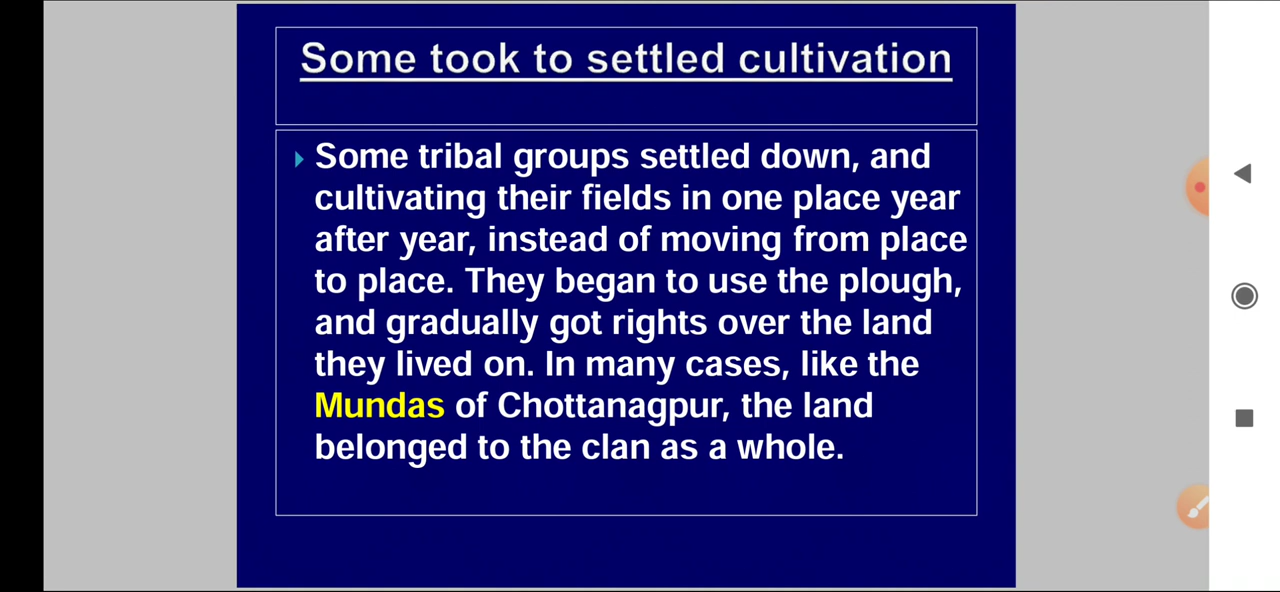 Some took to settled cultivation
Some tribal groups settled down, and
cultivating their fields in one place year
after year, instead of moving from place
to place. They began to use the plough,
and gradually got rights over the land
they lived on. In many cases, like the
Mundas of Chottanagpur, the land
belonged to the clan as a whole.